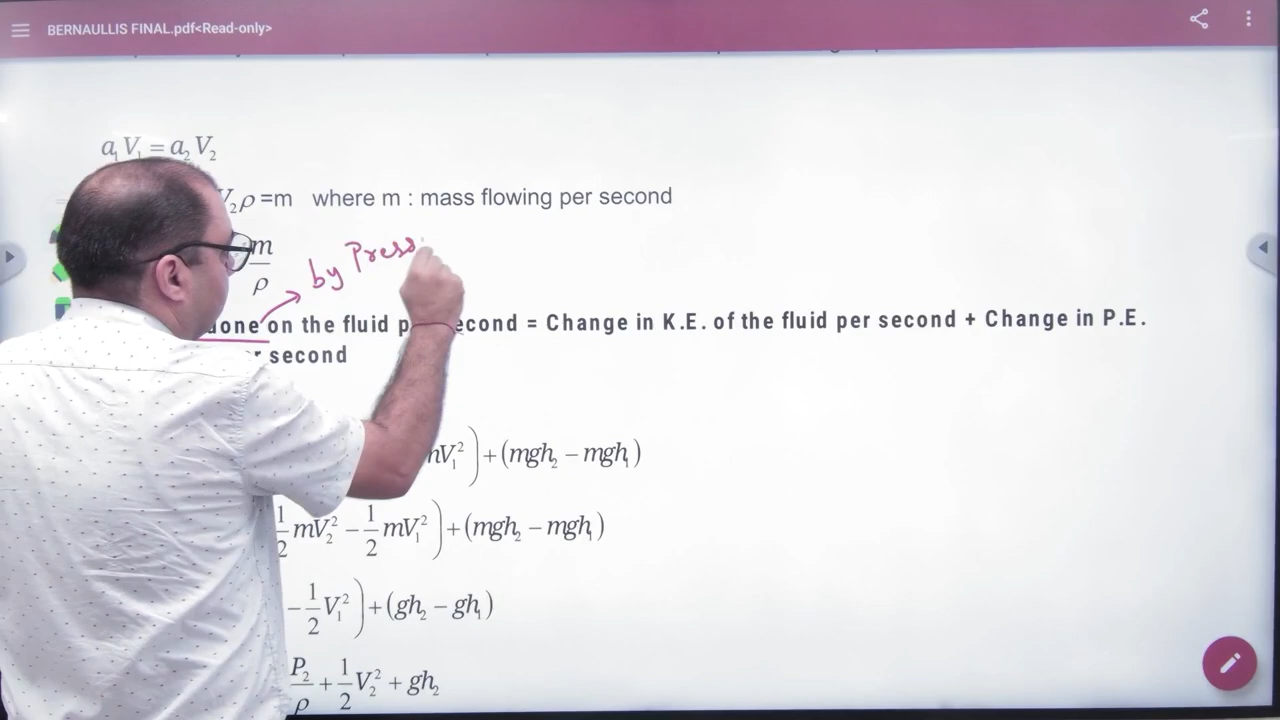 BERNAULLIS FINAL.pdf<Read-only>
a₁V₁ = a₂V₂
V₂ρ =m where m : mass flowing per second
m/ρ
by Press
done on the fluid p econd = Change in K.E. of the fluid per second + Change in P.E.
r second
mV₁²) + (mgh₂ − mgh₁)
1/2 mV₂² − 1/2 mV₁²) + (mgh₂ − mgh₁)
− 1/2 V₁²) + (gh₂ − gh₁)
P₂/ρ + 1/2 V₂² + gh₂